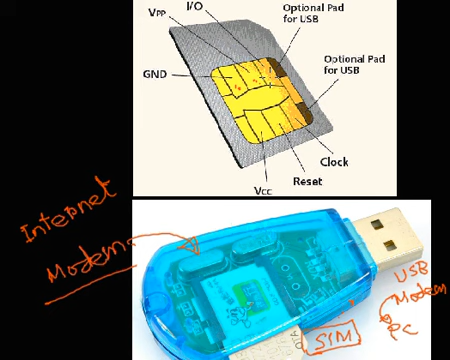 I/O
VPP
Optional Pad
for USB
Optional Pad
for USB
GND
Clock
Reset
VCC
Internet
Modem
USB
Modem
PC
SIM